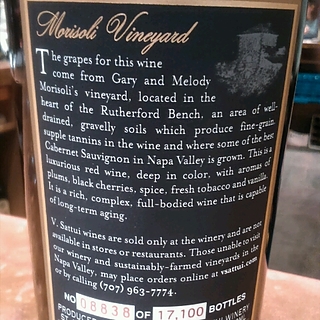 Morisoli Vineyard
The grapes for this wine
come from Gary and Melody
Morisoli's vineyard, located in the
heart of the Rutherford Bench, an area of well-
drained, gravelly soils which produce fine-grain,
supple tannins in the wine and where some of the best
Cabernet Sauvignon in Napa Valley is grown. This is a
luxurious red wine, deep in color, with aromas of
plums, black cherries, spice, fresh tobacco and vanilla.
It is a rich, complex, full-bodied wine that is capable
of long-term aging.
V. Sattui wines are sold only at the winery and are not
available in stores or restaurants. Those unable to visit
our winery and sustainably-farmed vineyards in the
Napa Valley, may place orders online at vsattui.com
or by calling (707) 963-7774.
NO 08838 OF 17,100 BOTTLES